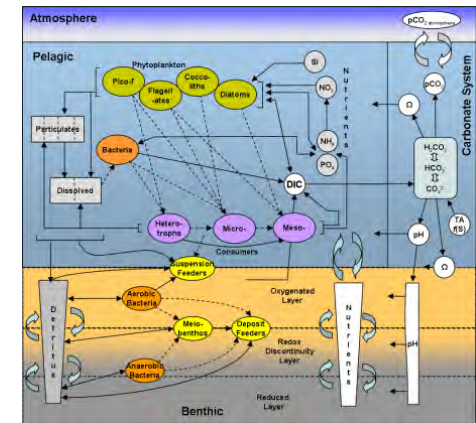 Atmosphere
pCO2 atmosphere
Pelagic
Phytoplankton
Pico-f
Flagell
-ates
Cocco-
liths
Diatoms
Si
NO3
NH4
PO4
Nutrients
pCO2
Ω
Carbonate System
H2CO3
HCO3
CO3 2-
Particulates
Bacteria
Dissolved
DIC
TA
f(S)
pH
Ω
Hetero-
trophs
Micro-
Meso-
Consumers
Suspension
Feeders
Oxygenated
Layer
Aerobic
Bacteria
Detritus
Meio-
benthos
Deposit
Feeders
Nutrients
pH
Redox
Discontinuity
Layer
Anaerobic
Bacteria
Reduced
Layer
Benthic